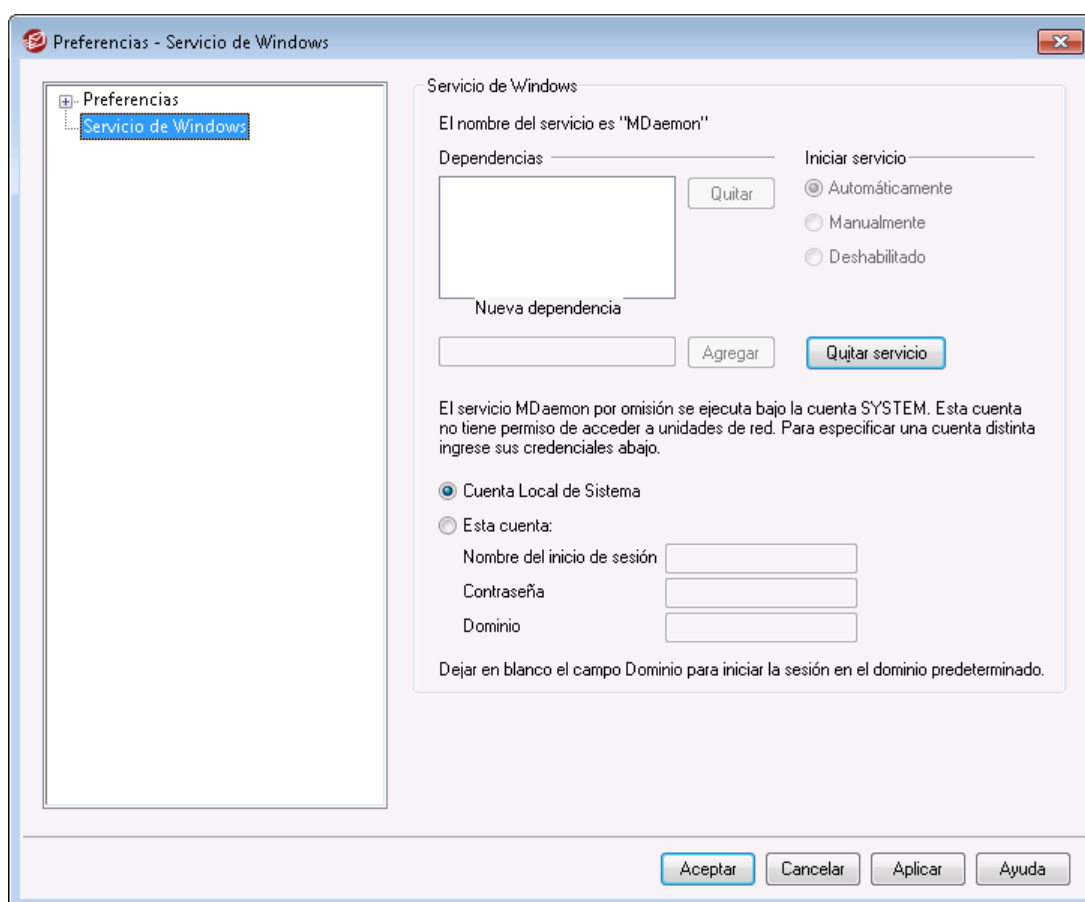 Preferencias - Servicio de Windows
Preferencias
Servicio de Windows
Servicio de Windows
El nombre del servicio es "MDaemon"
Dependencias
Quitar
Iniciar servicio
Automáticamente
Manualmente
Deshabilitado
Nueva dependencia
Agregar
Quitar servicio
El servicio MDaemon por omisión se ejecuta bajo la cuenta SYSTEM. Esta cuenta
no tiene permiso de acceder a unidades de red. Para especificar una cuenta distinta
ingrese sus credenciales abajo.
Cuenta Local de Sistema
Esta cuenta:
Nombre del inicio de sesión
Contraseña
Dominio
Dejar en blanco el campo Dominio para iniciar la sesión en el dominio predeterminado.
Aceptar
Cancelar
Aplicar
Ayuda